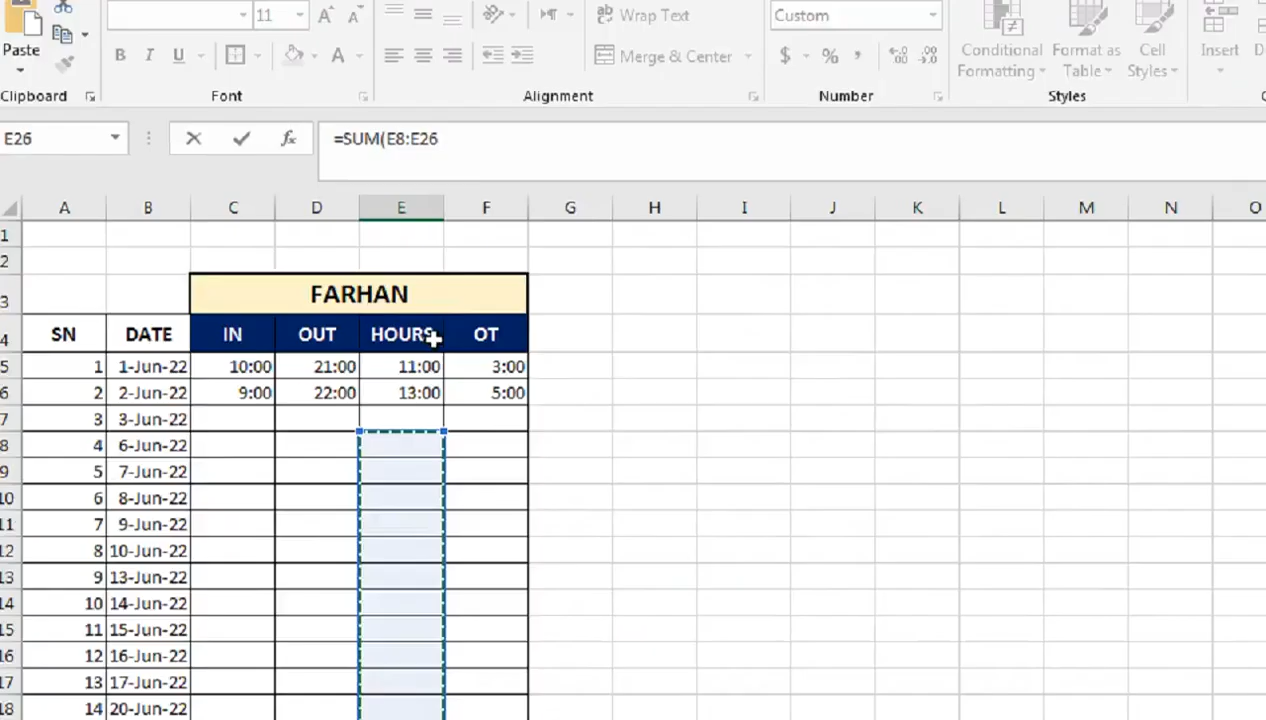 11
Wrap Text
Custom
Paste
B I U A
Merge & Center
$ % ,
Conditional Formatting
Format as Table
Cell Styles
Insert
Clipboard
Font
Alignment
Number
Styles
E26
fx
=SUM(E8:E26
A B C D E F G H I J K L M N O
1
2
3 FARHAN
4 SN DATE IN OUT HOURS OT
5 1 1-Jun-22 10:00 21:00 11:00 3:00
6 2 2-Jun-22 9:00 22:00 13:00 5:00
7 3 3-Jun-22
8 4 6-Jun-22
9 5 7-Jun-22
10 6 8-Jun-22
11 7 9-Jun-22
12 8 10-Jun-22
13 9 13-Jun-22
14 10 14-Jun-22
15 11 15-Jun-22
16 12 16-Jun-22
17 13 17-Jun-22
18 14 20-Jun-22